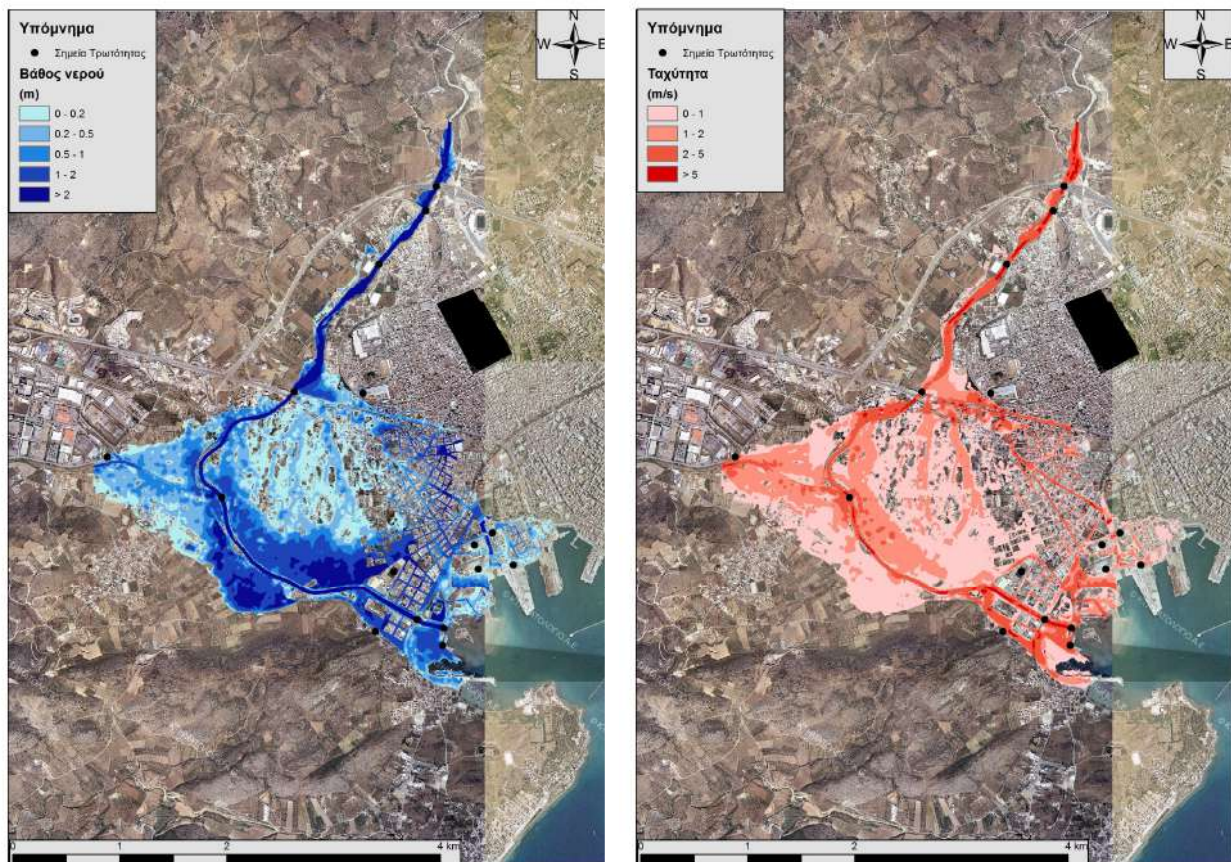 Υπόμνημα
Σημεία Τρωτότητας
Βάθος νερού
(m)
0 - 0.2
0.2 - 0.5
0.5 - 1
1 - 2
> 2
N
W E
S
0 1 2 4 km
Υπόμνημα
Σημεία Τρωτότητας
Ταχύτητα
(m/s)
0 - 1
1 - 2
2 - 5
> 5
N
W E
S
0 1 2 4 km